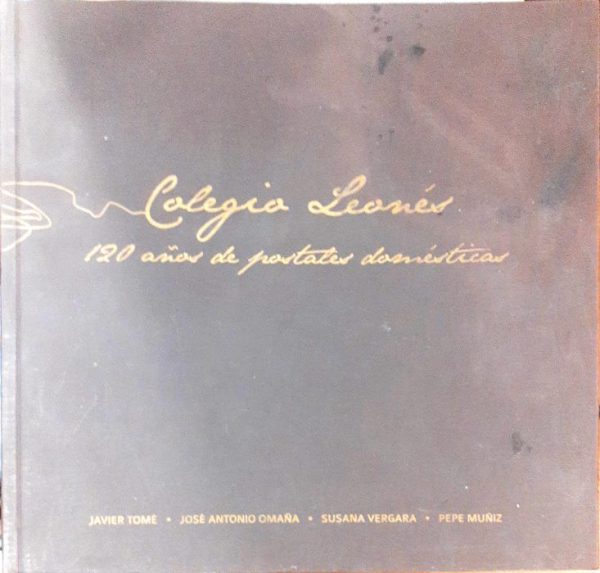 Colegio Leonés
120 años de postales domésticas
JAVIER TOMÉ • JOSÉ ANTONIO OMAÑA • SUSANA VERGARA • PEPE MUÑIZ